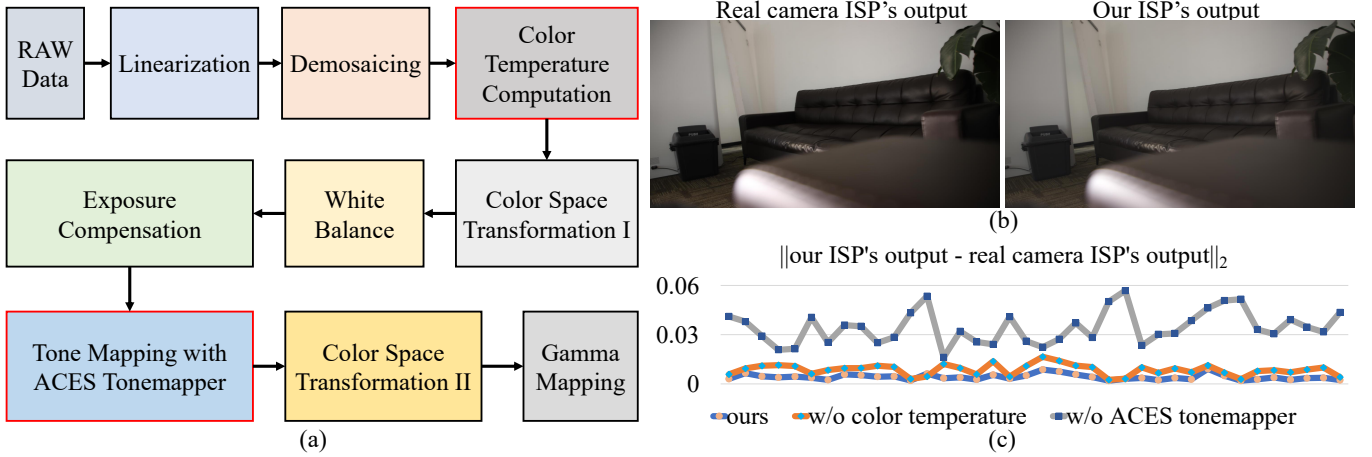 RAW
Data
Linearization
Demosaicing
Color
Temperature
Computation
Exposure
Compensation
White
Balance
Color Space
Transformation I
Tone Mapping with
ACES Tonemapper
Color Space
Transformation II
Gamma
Mapping
(a)
Real camera ISP's output
Our ISP's output
(b)
||our ISP's output - real camera ISP's output||₂
0.06
0.03
0
ours
w/o color temperature
w/o ACES tonemapper
(c)